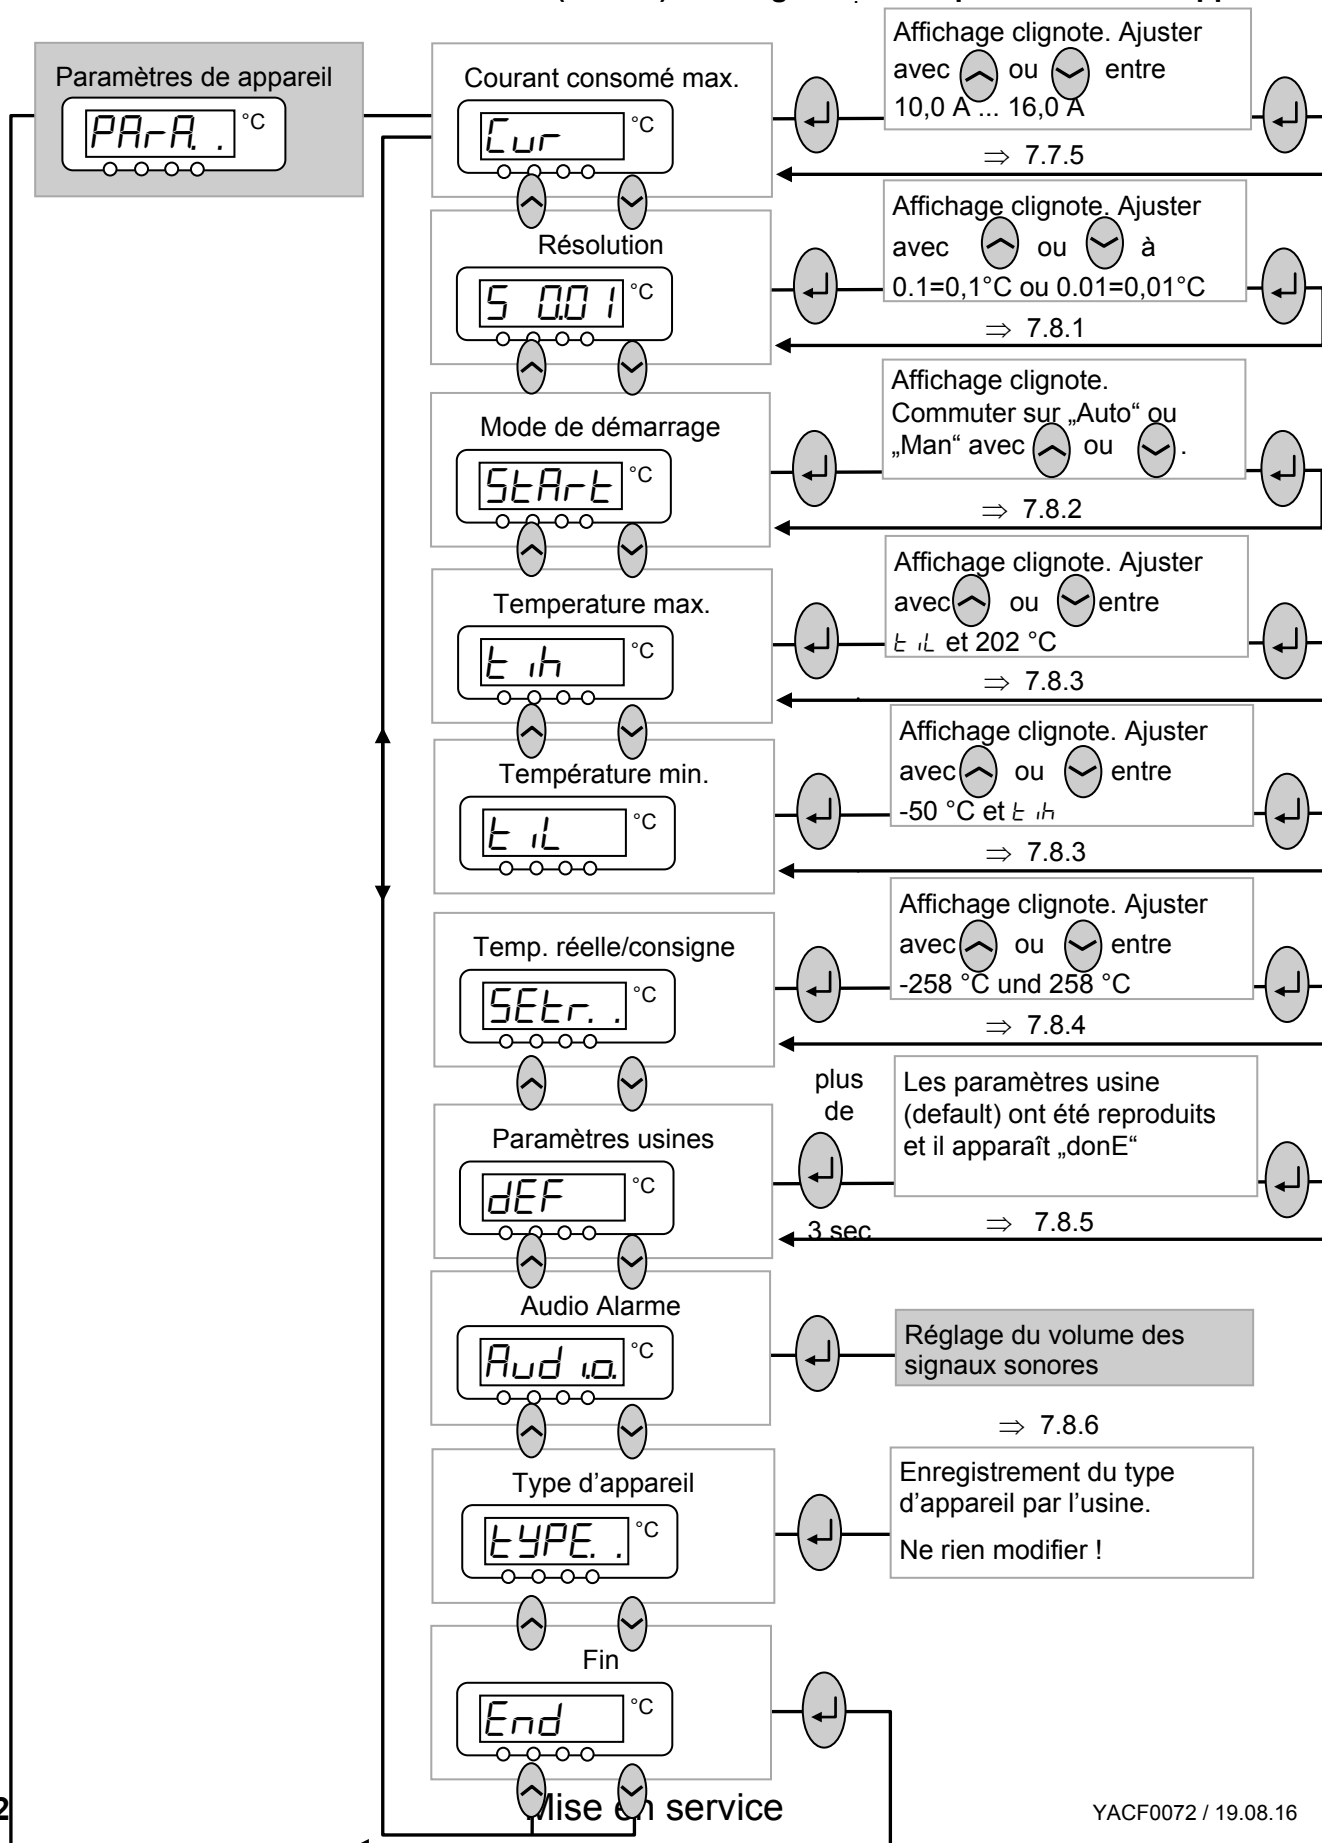 Paramètres de appareil
PArA. .
°C
Courant consomé max.
Cur
°C
Affichage clignote. Ajuster
avec ou entre
10,0 A ... 16,0 A
⇒ 7.7.5
Résolution
S 0.01
°C
Affichage clignote. Ajuster
avec ou à
0.1=0,1°C ou 0.01=0,01°C
⇒ 7.8.1
Mode de démarrage
StArt
°C
Affichage clignote.
Commuter sur „Auto“ ou
„Man“ avec ou .
⇒ 7.8.2
Temperature max.
t ih
°C
Affichage clignote. Ajuster
avec ou entre
t iL et 202 °C
⇒ 7.8.3
Température min.
t iL
°C
Affichage clignote. Ajuster
avec ou entre
-50 °C et t ih
⇒ 7.8.3
Temp. réelle/consigne
SEtr. .
°C
Affichage clignote. Ajuster
avec ou entre
-258 °C und 258 °C
⇒ 7.8.4
Paramètres usines
dEF
°C
plus
de
3 sec
Les paramètres usine
(default) ont été reproduits
et il apparaît „donE“
⇒ 7.8.5
Audio Alarme
Aud io.
°C
Réglage du volume des
signaux sonores
⇒ 7.8.6
Type d’appareil
tYPE. .
°C
Enregistrement du type
d’appareil par l’usine.
Ne rien modifier !
Fin
End
°C
2
Mise en service
YACF0072 / 19.08.16